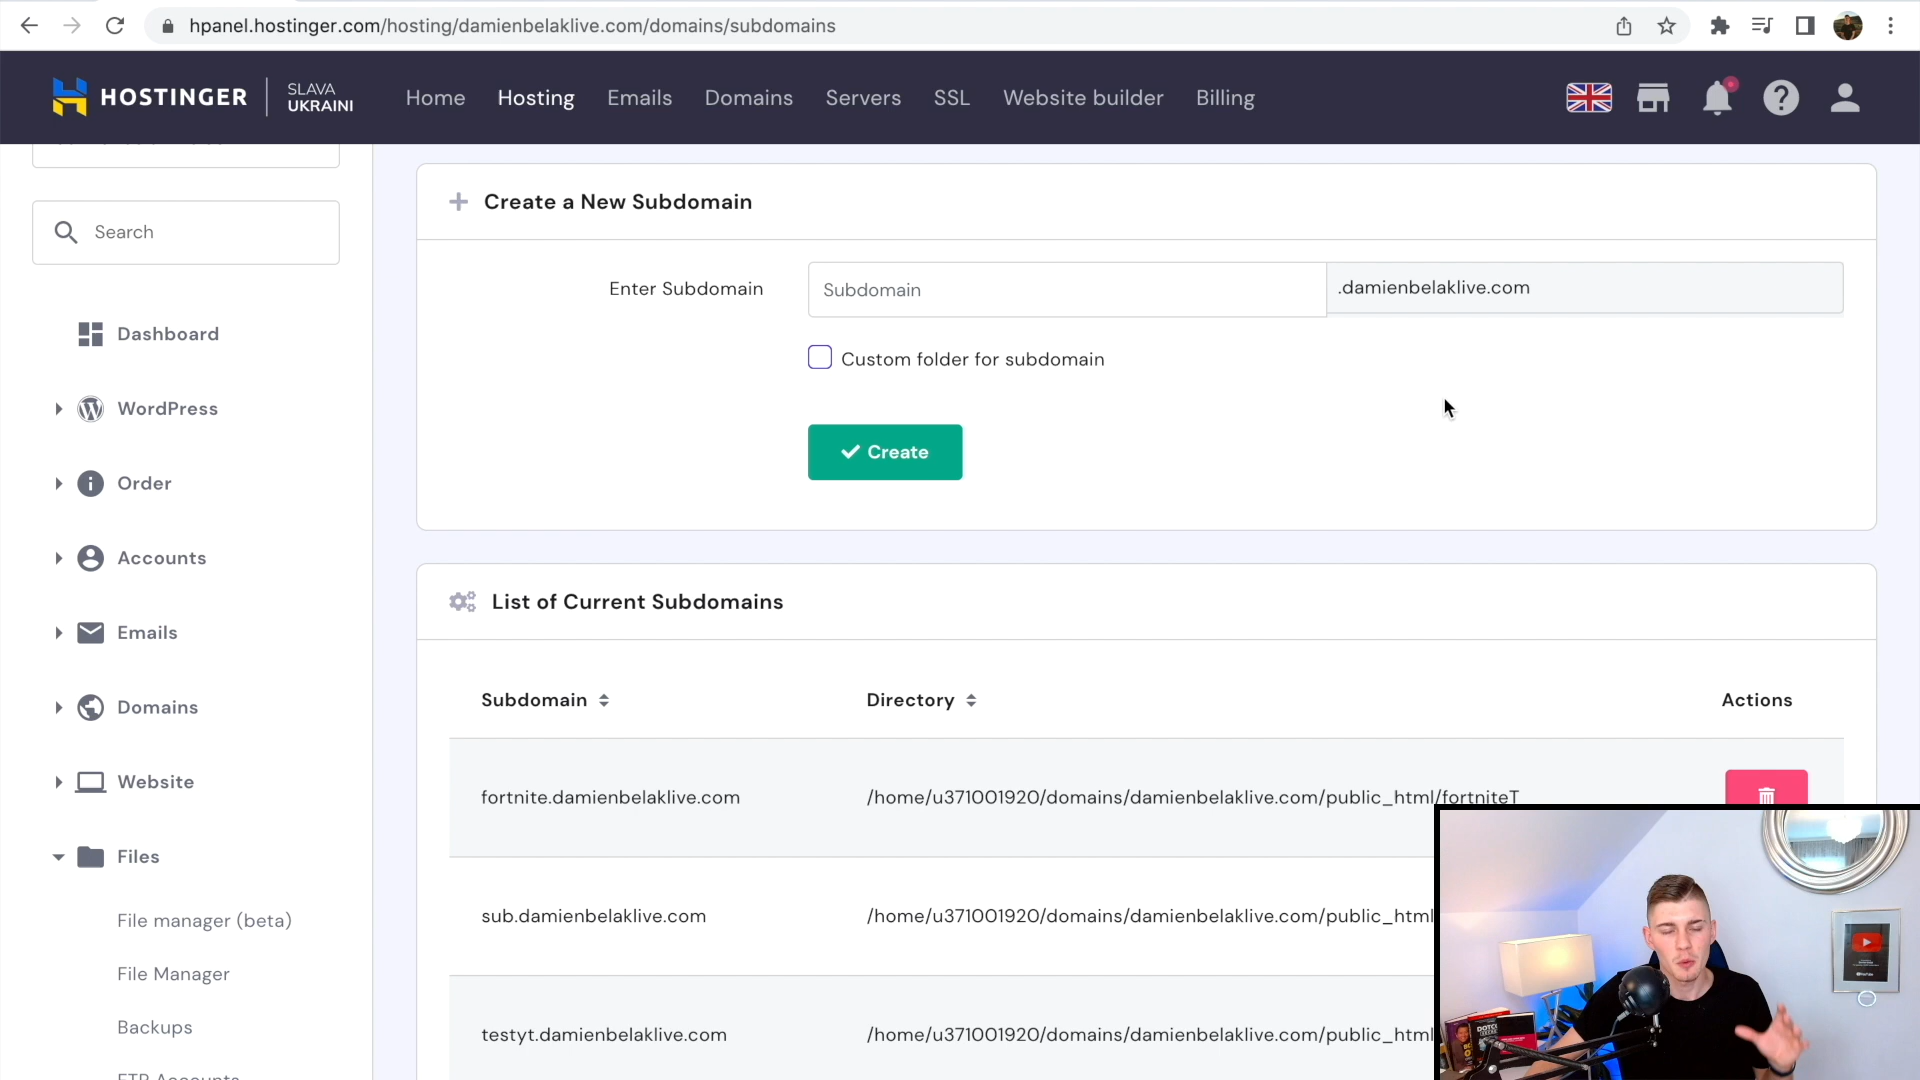 hpanel.hostinger.com/hosting/damienbelaklive.com/domains/subdomains
HOSTINGER
SLAVA
UKRAINI
Home
Hosting
Emails
Domains
Servers
SSL
Website builder
Billing
Search
Dashboard
WordPress
Order
Accounts
Emails
Domains
Website
Files
File manager (beta)
File Manager
Backups
FTP Accounts
Create a New Subdomain
Enter Subdomain
Subdomain
.damienbelaklive.com
Custom folder for subdomain
Create
List of Current Subdomains
Subdomain
Directory
Actions
fortnite.damienbelaklive.com
/home/u371001920/domains/damienbelaklive.com/public_html/fortniteT
sub.damienbelaklive.com
/home/u371001920/domains/damienbelaklive.com/public_html
testyt.damienbelaklive.com
/home/u371001920/domains/damienbelaklive.com/public_html